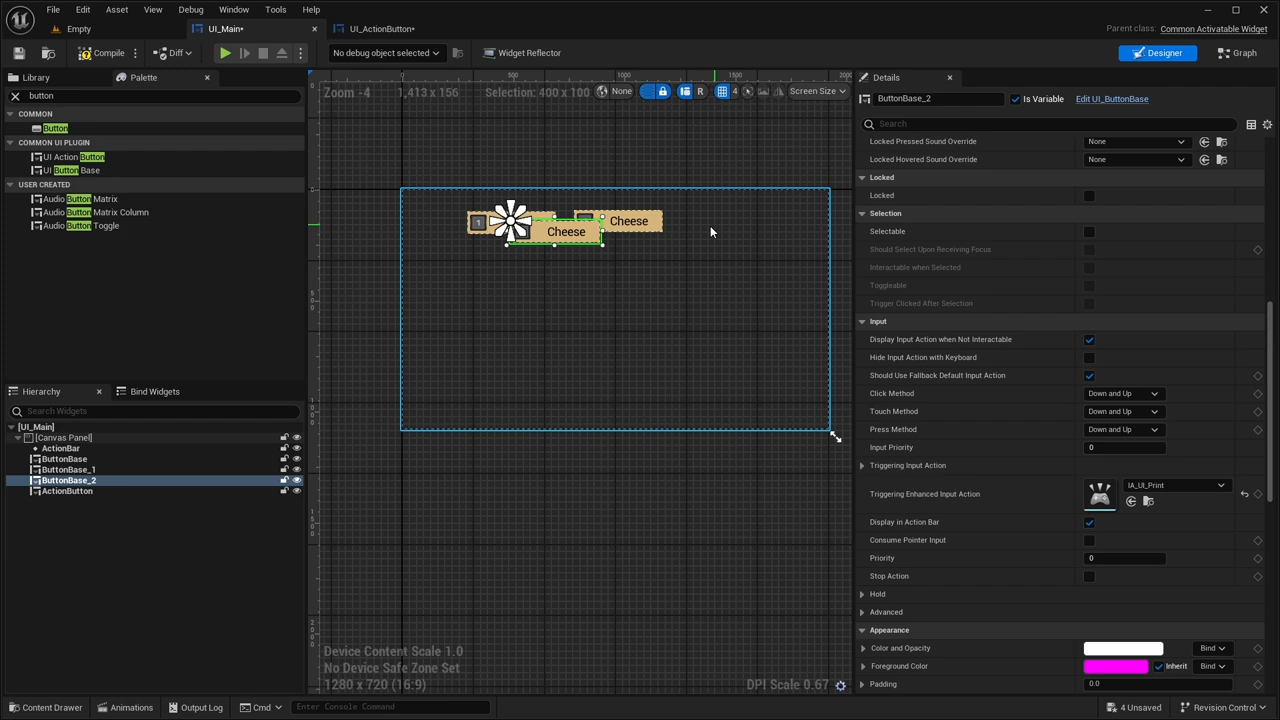 File Edit Asset View Debug Window Tools Help
Empty UI_Main• UI_ActionButton• Parent class: Common Activatable Widget
Compile Diff No debug object selected Widget Reflector Designer Graph
Library Palette
button
COMMON
Button
COMMON UI PLUGIN
UI Action Button
UI Button Base
USER CREATED
Audio Button Matrix
Audio Button Matrix Column
Audio Button Toggle
Hierarchy Bind Widgets
Search Widgets
[UI_Main]
[Canvas Panel]
ActionBar
ButtonBase
ButtonBase_1
ButtonBase_2
ActionButton
0 500 1000 1500 2000
Zoom -4 1,413 x 156 Selection: 400 x 100 None R 4 Screen Size
1 Cheese
Cheese
Device Content Scale 1.0
No Device Safe Zone Set
1280 x 720 (16:9) DPI Scale 0.67
Details
ButtonBase_2 Is Variable Edit UI_ButtonBase
Search
Locked Pressed Sound Override None
Locked Hovered Sound Override None
Locked
Locked
Selection
Selectable
Should Select Upon Receiving Focus
Interactable when Selected
Toggleable
Trigger Clicked After Selection
Input
Display Input Action when Not Interactable
Hide Input Action with Keyboard
Should Use Fallback Default Input Action
Click Method Down and Up
Touch Method Down and Up
Press Method Down and Up
Input Priority 0
Triggering Input Action
Triggering Enhanced Input Action IA_UI_Print
Display in Action Bar
Consume Pointer Input
Priority 0
Stop Action
Hold
Advanced
Appearance
Color and Opacity Bind
Foreground Color Inherit Bind
Padding 0.0
Content Drawer Animations Output Log Cmd Enter Console Command 4 Unsaved Revision Control